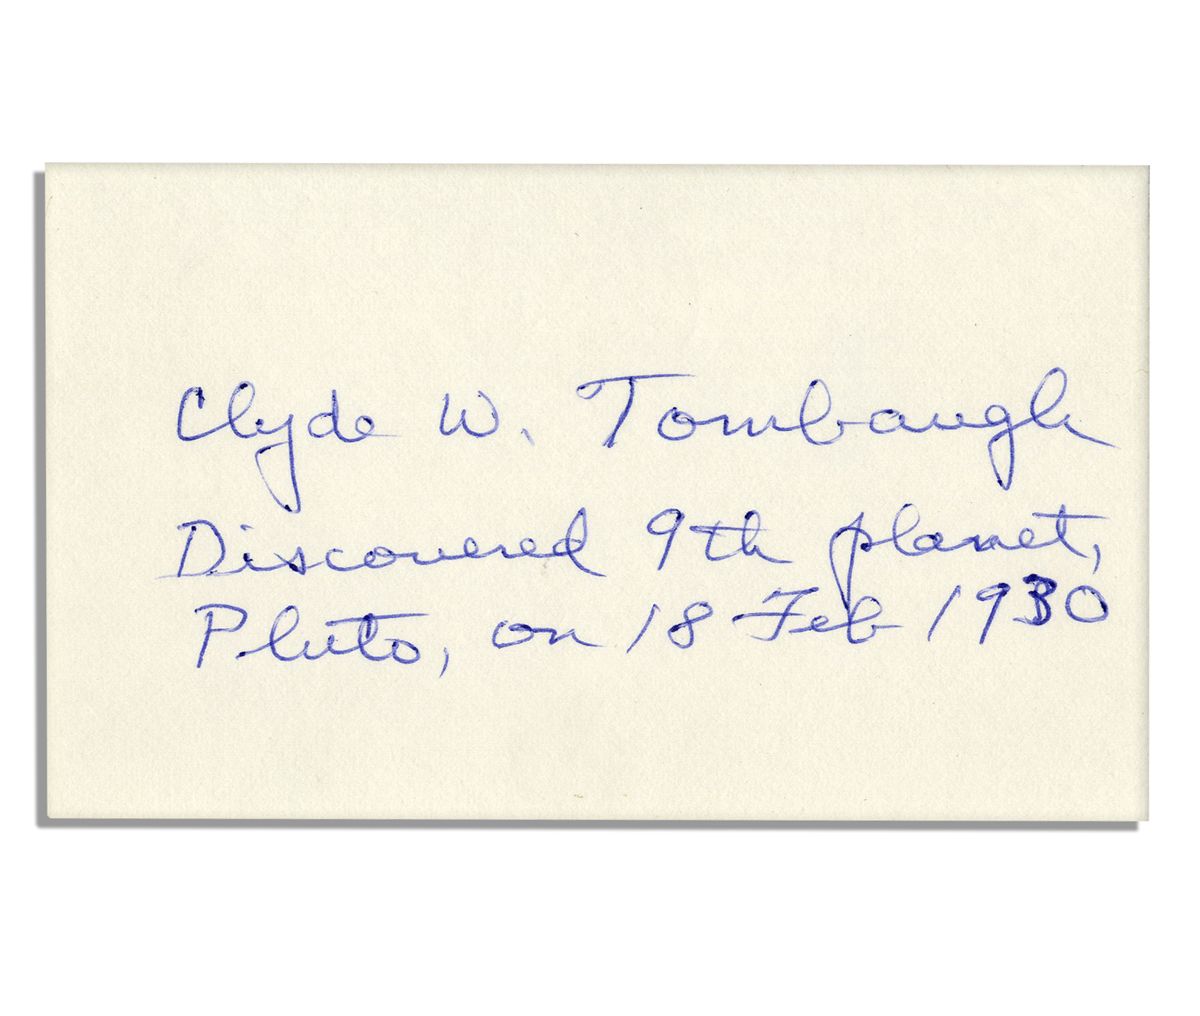 Clyde W. Tombaugh
Discovered 9th planet,
Pluto, on 18 Feb 1930